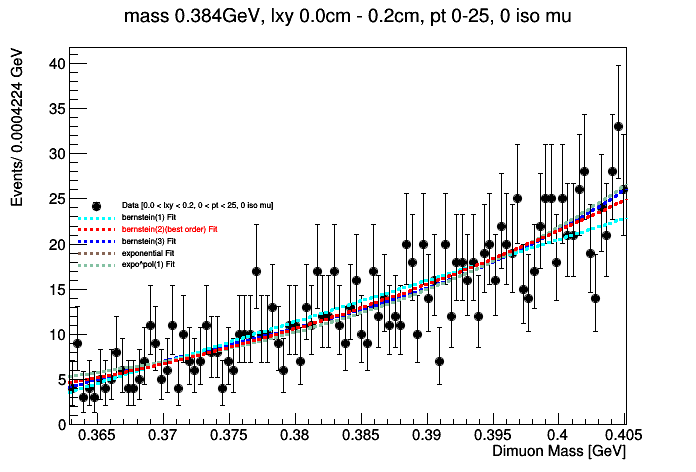 mass 0.384GeV, lxy 0.0cm - 0.2cm, pt 0-25, 0 iso mu
Events/ 0.0004224 GeV
40
35
30
25
20
15
10
5
0
Data [0.0 < lxy < 0.2, 0 < pt < 25, 0 iso mu]
bernstein(1) Fit
bernstein(2)(best order) Fit
bernstein(3) Fit
exponential Fit
expo*pol(1) Fit
0.365 0.37 0.375 0.38 0.385 0.39 0.395 0.4 0.405
Dimuon Mass [GeV]